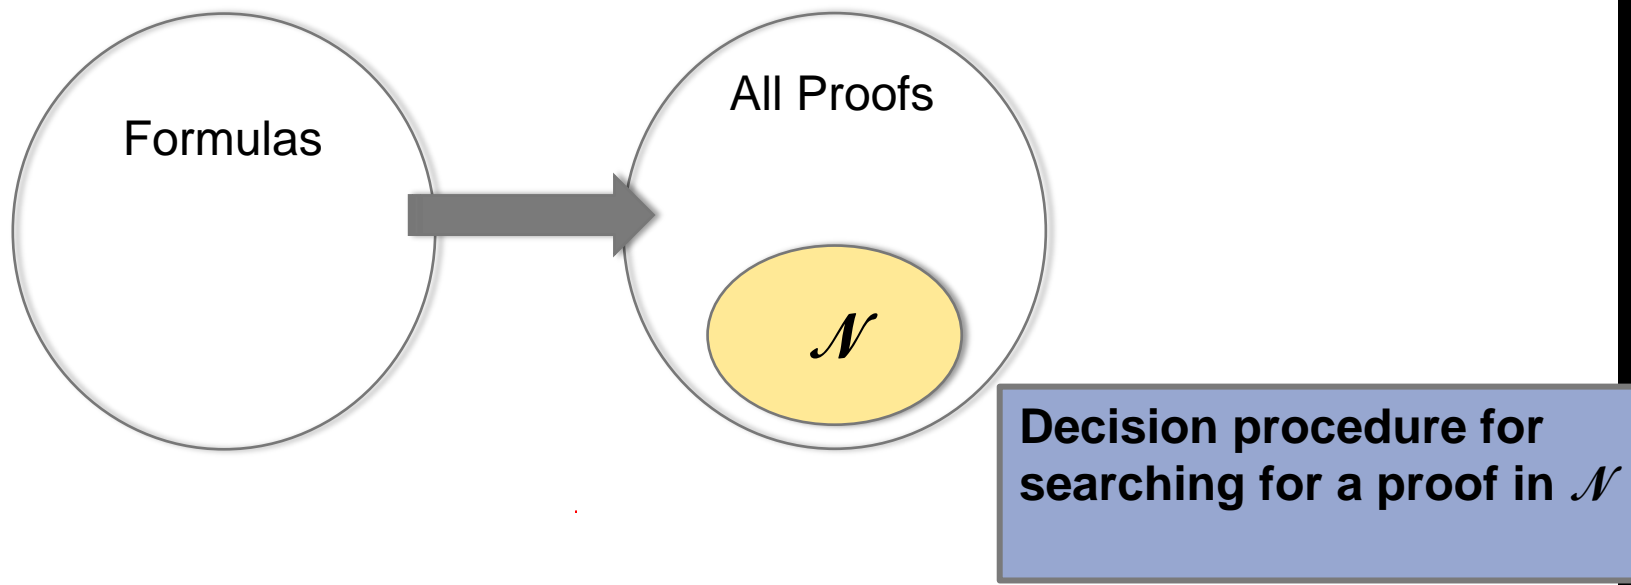 Formulas
All Proofs
𝒩
Decision procedure for
searching for a proof in 𝒩